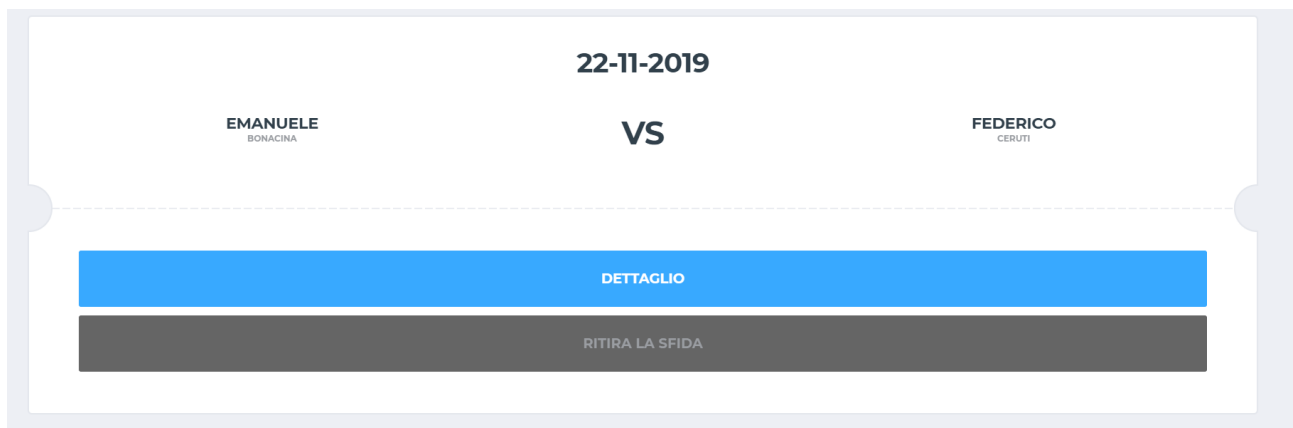 22-11-2019
EMANUELE
BONACINA
VS
FEDERICO
CERUTI
DETTAGLIO
RITIRA LA SFIDA